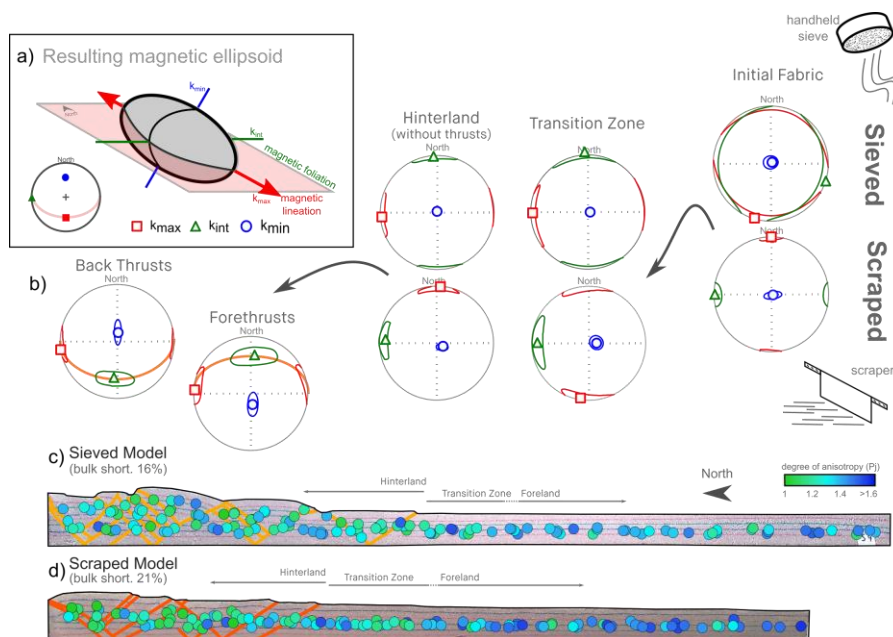 a) Resulting magnetic ellipsoid
North
kmin
kint
magnetic foliation
kmax
magnetic
lineation
North
kmax kint kmin
handheld
sieve
Initial Fabric
North
Hinterland
(without thrusts)
North
Transition Zone
North
Sieved
Scraped
scraper
b)
Back Thrusts
North
Forethrusts
North
North
North
North
c) Sieved Model
(bulk short. 16%)
Hinterland
Transition Zone
Foreland
North
degree of anisotropy (Pj)
1 1.2 1.4 >1.6
d) Scraped Model
(bulk short. 21%)
Hinterland
Transition Zone
Foreland